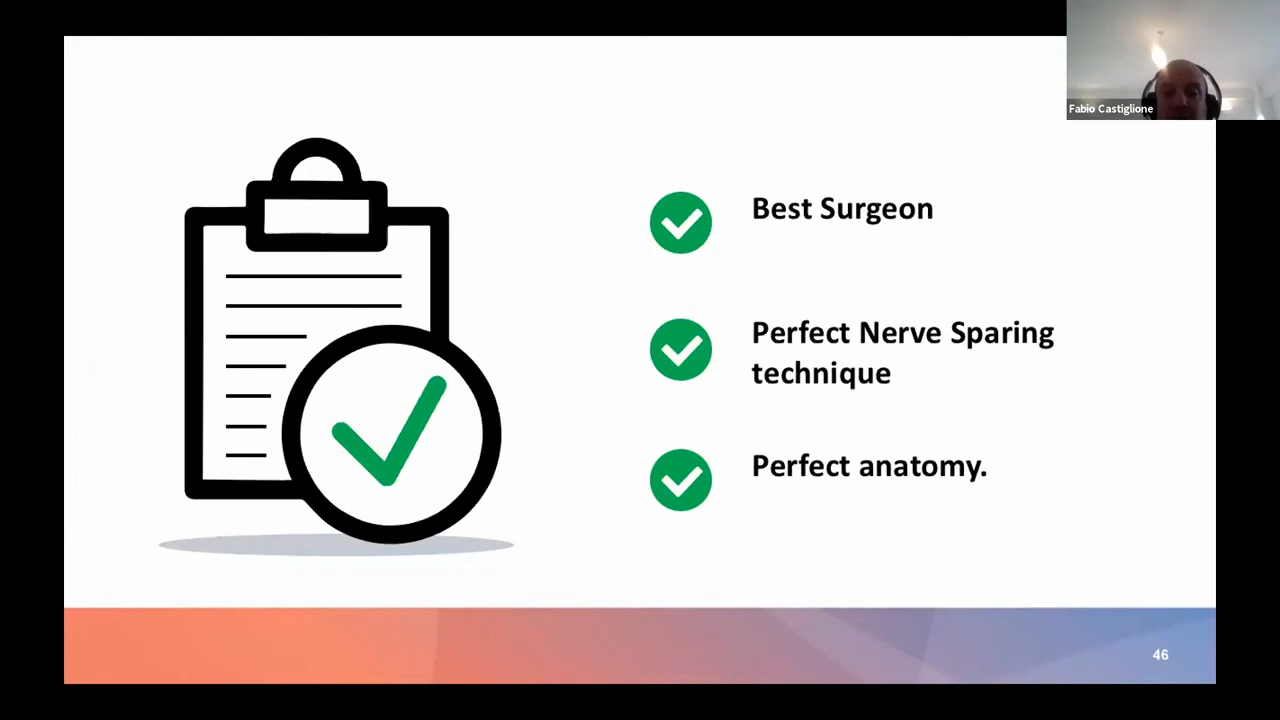 Fabio Castiglione
Best Surgeon
Perfect Nerve Sparing
technique
Perfect anatomy.
46